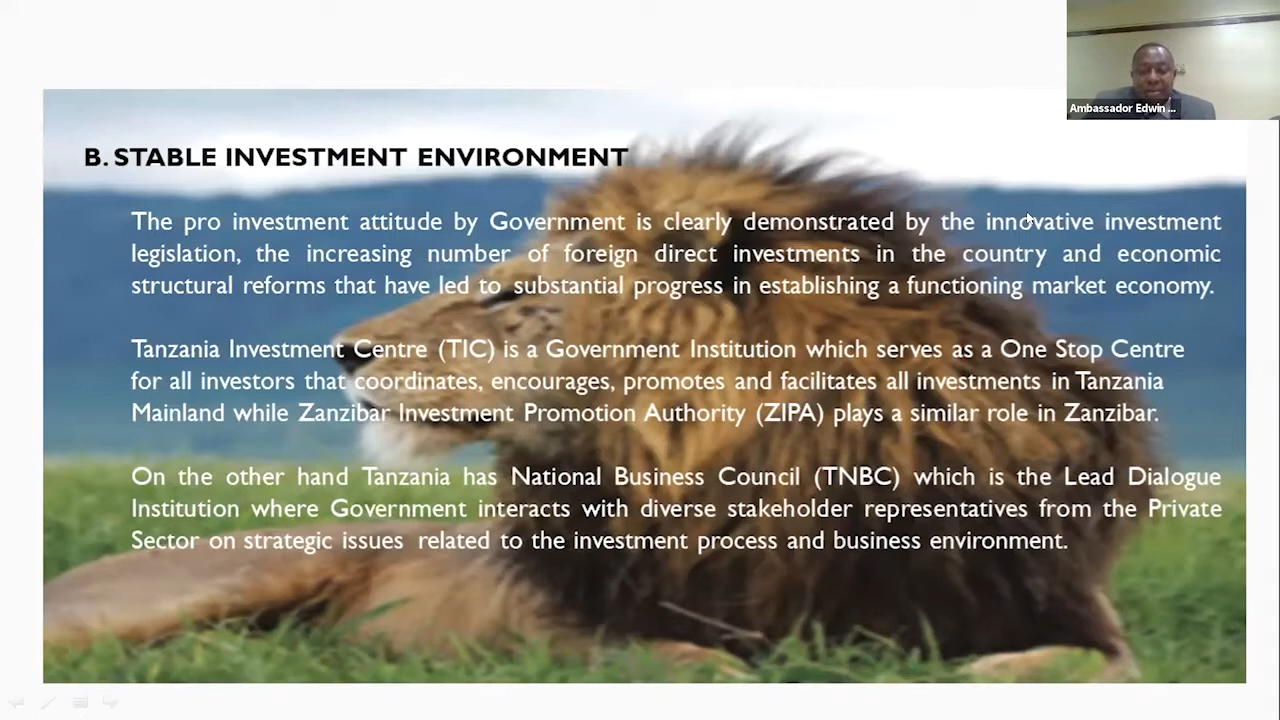 Ambassador Edwin ...
B. STABLE INVESTMENT ENVIRONMENT
The pro investment attitude by Government is clearly demonstrated by the innovative investment
legislation, the increasing number of foreign direct investments in the country and economic
structural reforms that have led to substantial progress in establishing a functioning market economy.
Tanzania Investment Centre (TIC) is a Government Institution which serves as a One Stop Centre
for all investors that coordinates, encourages, promotes and facilitates all investments in Tanzania
Mainland while Zanzibar Investment Promotion Authority (ZIPA) plays a similar role in Zanzibar.
On the other hand Tanzania has National Business Council (TNBC) which is the Lead Dialogue
Institution where Government interacts with diverse stakeholder representatives from the Private
Sector on strategic issues related to the investment process and business environment.